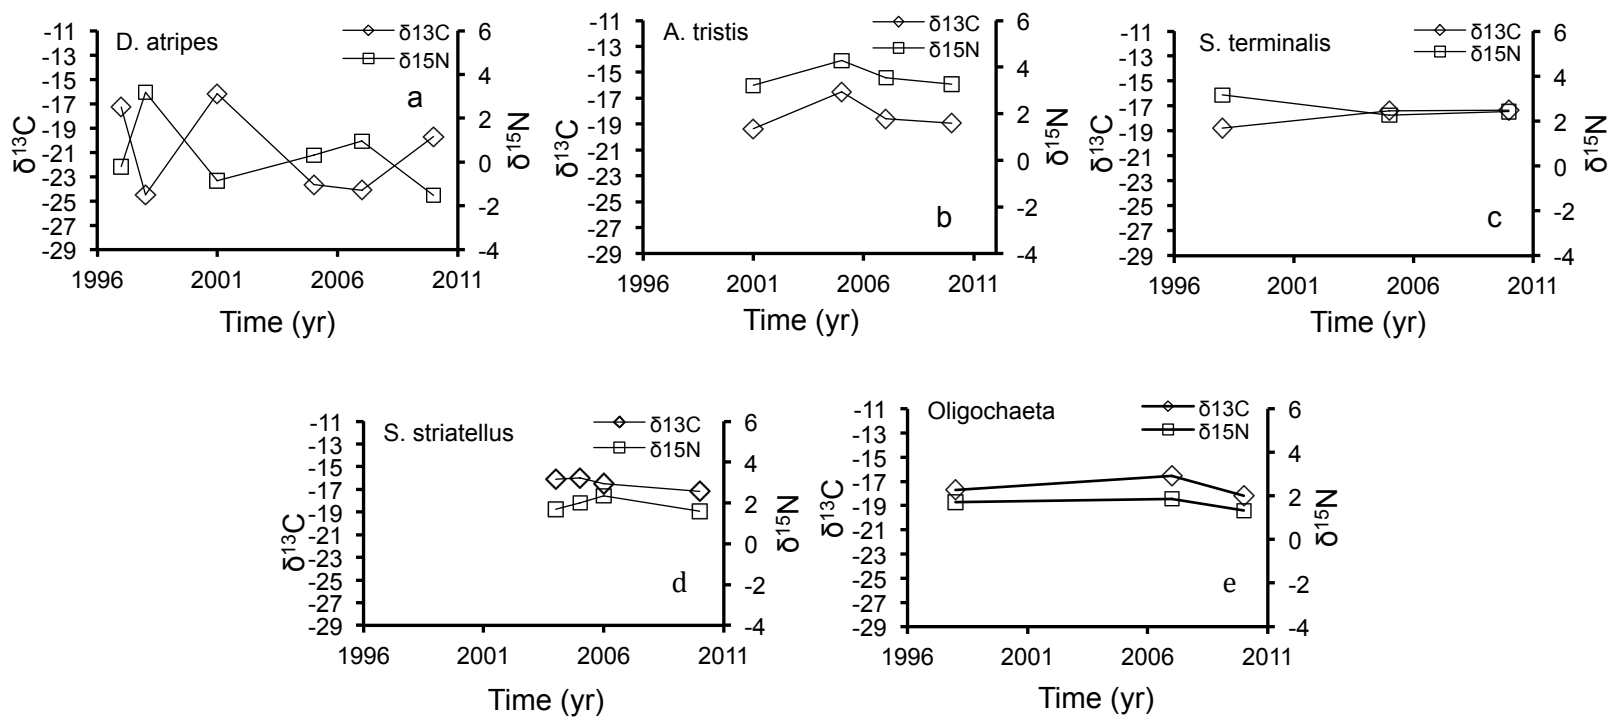 D. atripes
δ13C
δ15N
a
-11
-13
-15
-17
-19
-21
-23
-25
-27
-29
6
4
2
0
-2
-4
1996 2001 2006 2011
δ¹³C
δ¹⁵N
Time (yr)
A. tristis
δ13C
δ15N
b
-11
-13
-15
-17
-19
-21
-23
-25
-27
-29
6
4
2
0
-2
-4
2001 2006 2011
δ¹³C
δ¹⁵N
Time (yr)
S. terminalis
δ13C
δ15N
c
-11
-13
-15
-17
-19
-21
-23
-25
-27
-29
6
4
2
0
-2
-4
1996 2001 2006 2011
δ¹³C
δ¹⁵N
Time (yr)
S. striatellus
δ13C
δ15N
d
-11
-13
-15
-17
-19
-21
-23
-25
-27
-29
6
4
2
0
-2
-4
1996 2001 2006 2011
δ¹³C
δ¹⁵N
Time (yr)
Oligochaeta
δ13C
δ15N
e
-11
-13
-15
-17
-19
-21
-23
-25
-27
-29
6
4
2
0
-2
-4
1996 2001 2006 2011
δ¹³C
δ¹⁵N
Time (yr)